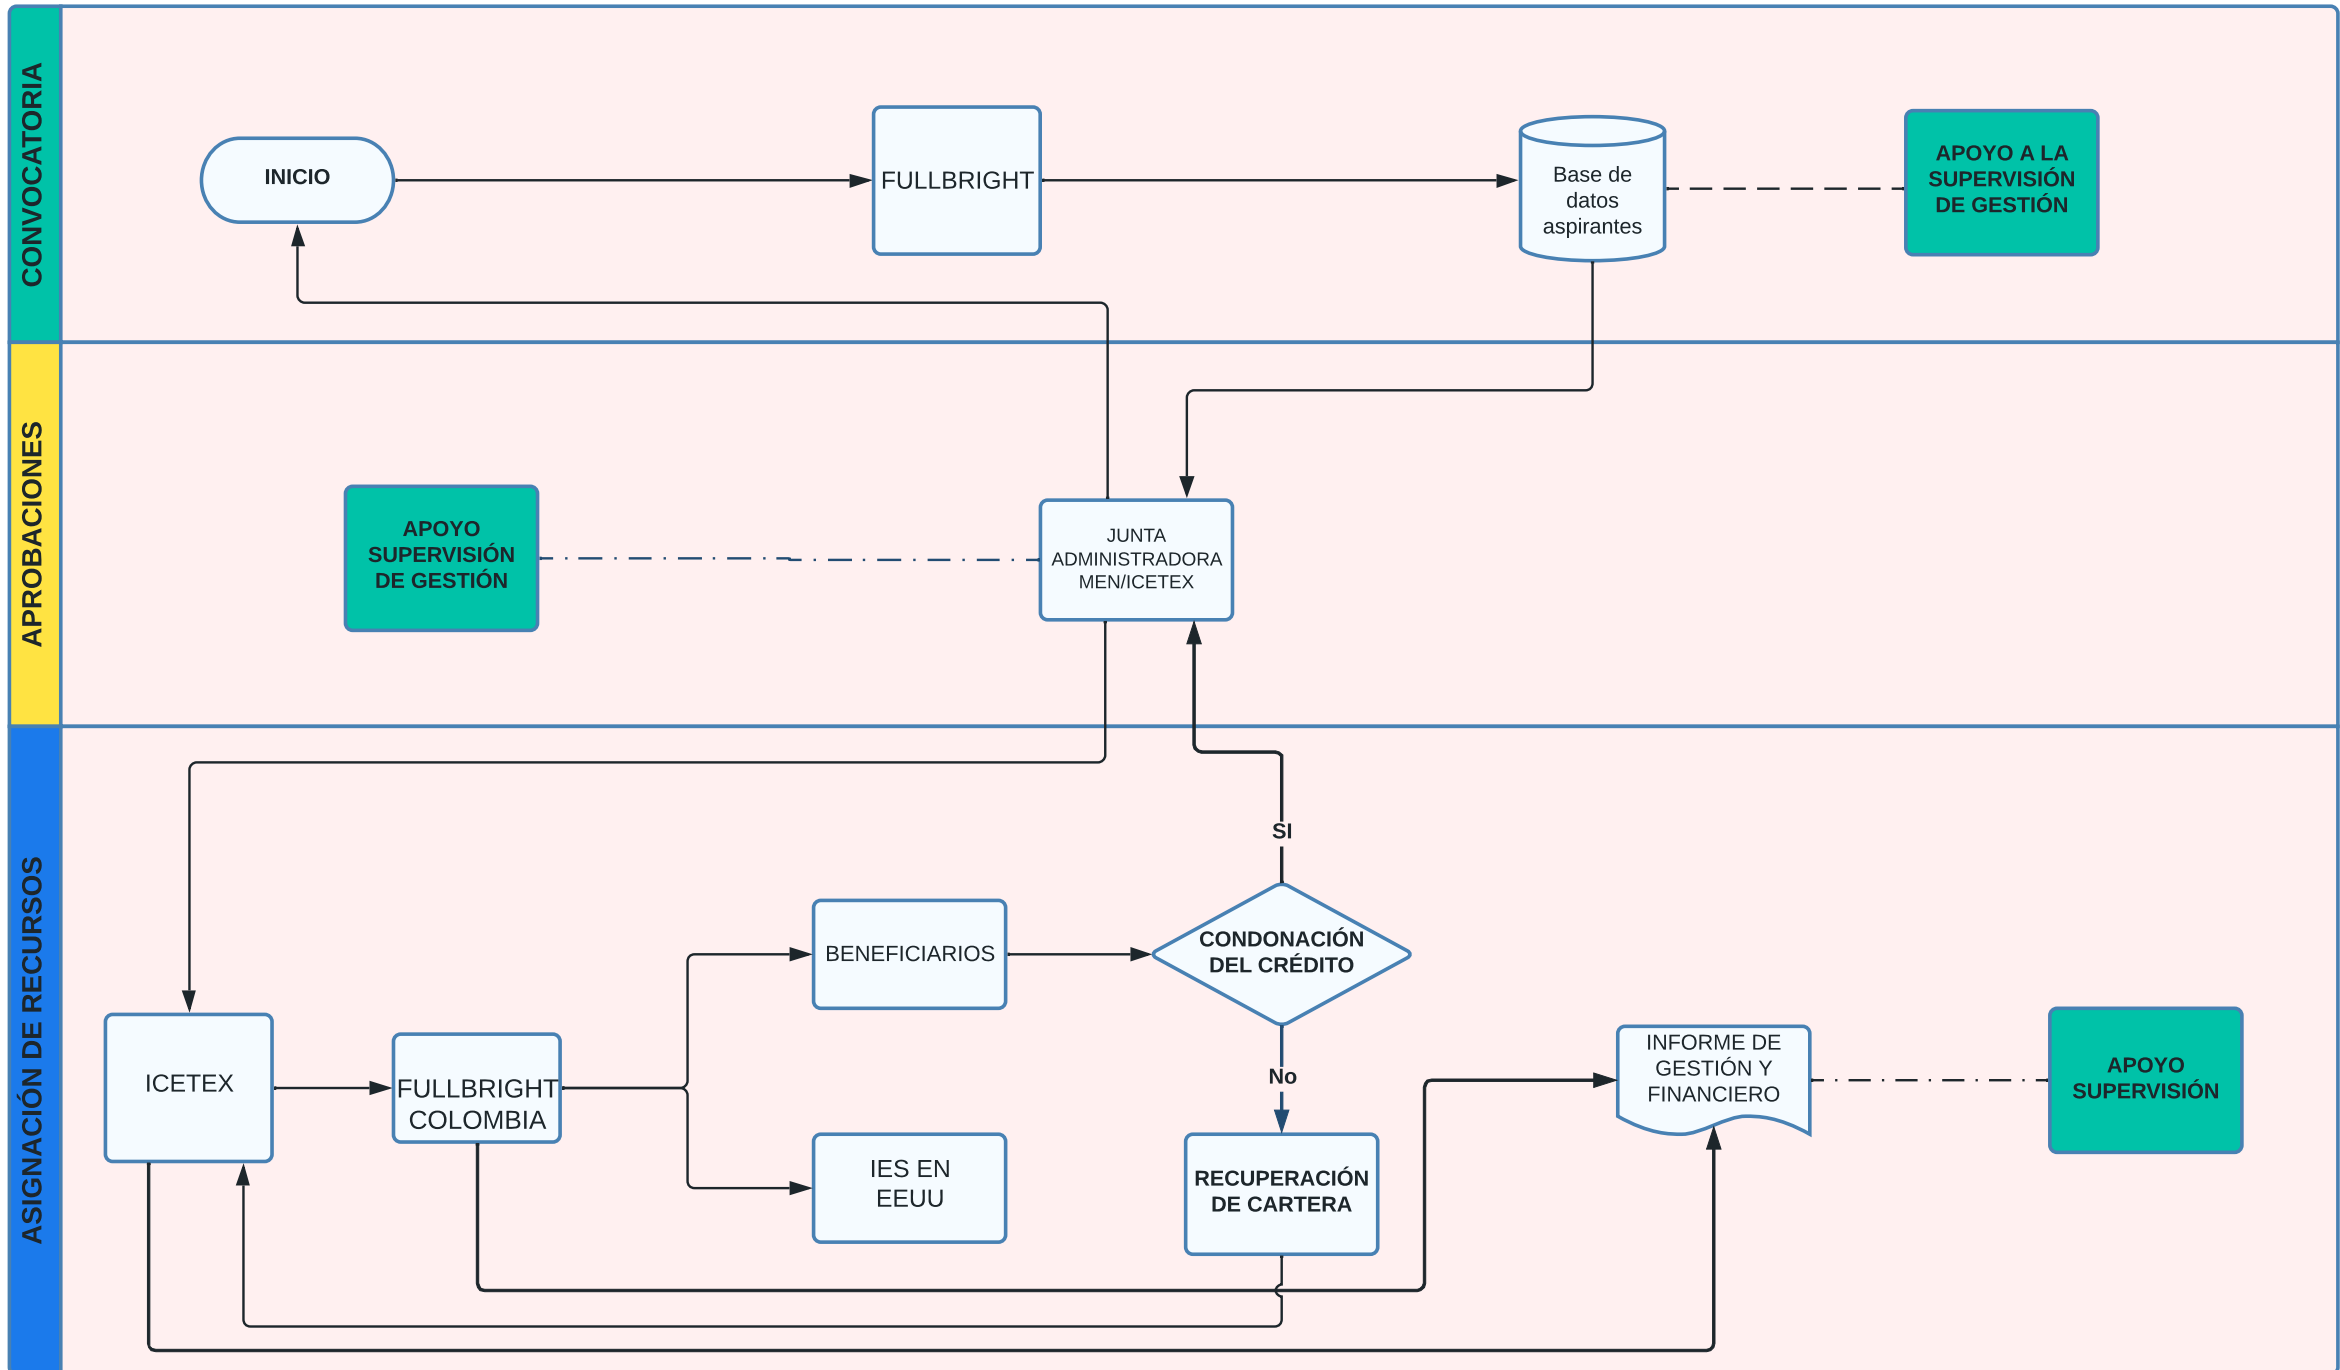 CONVOCATORIA
INICIO
FULLBRIGHT
Base de
datos
aspirantes
APOYO A LA
SUPERVISIÓN
DE GESTIÓN
APROBACIONES
APOYO
SUPERVISIÓN
DE GESTIÓN
JUNTA
ADMINISTRADORA
MEN/ICETEX
ASIGNACIÓN DE RECURSOS
SI
BENEFICIARIOS
CONDONACIÓN
DEL CRÉDITO
ICETEX
FULLBRIGHT
COLOMBIA
No
INFORME DE
GESTIÓN Y
FINANCIERO
APOYO
SUPERVISIÓN
IES EN
EEUU
RECUPERACIÓN
DE CARTERA